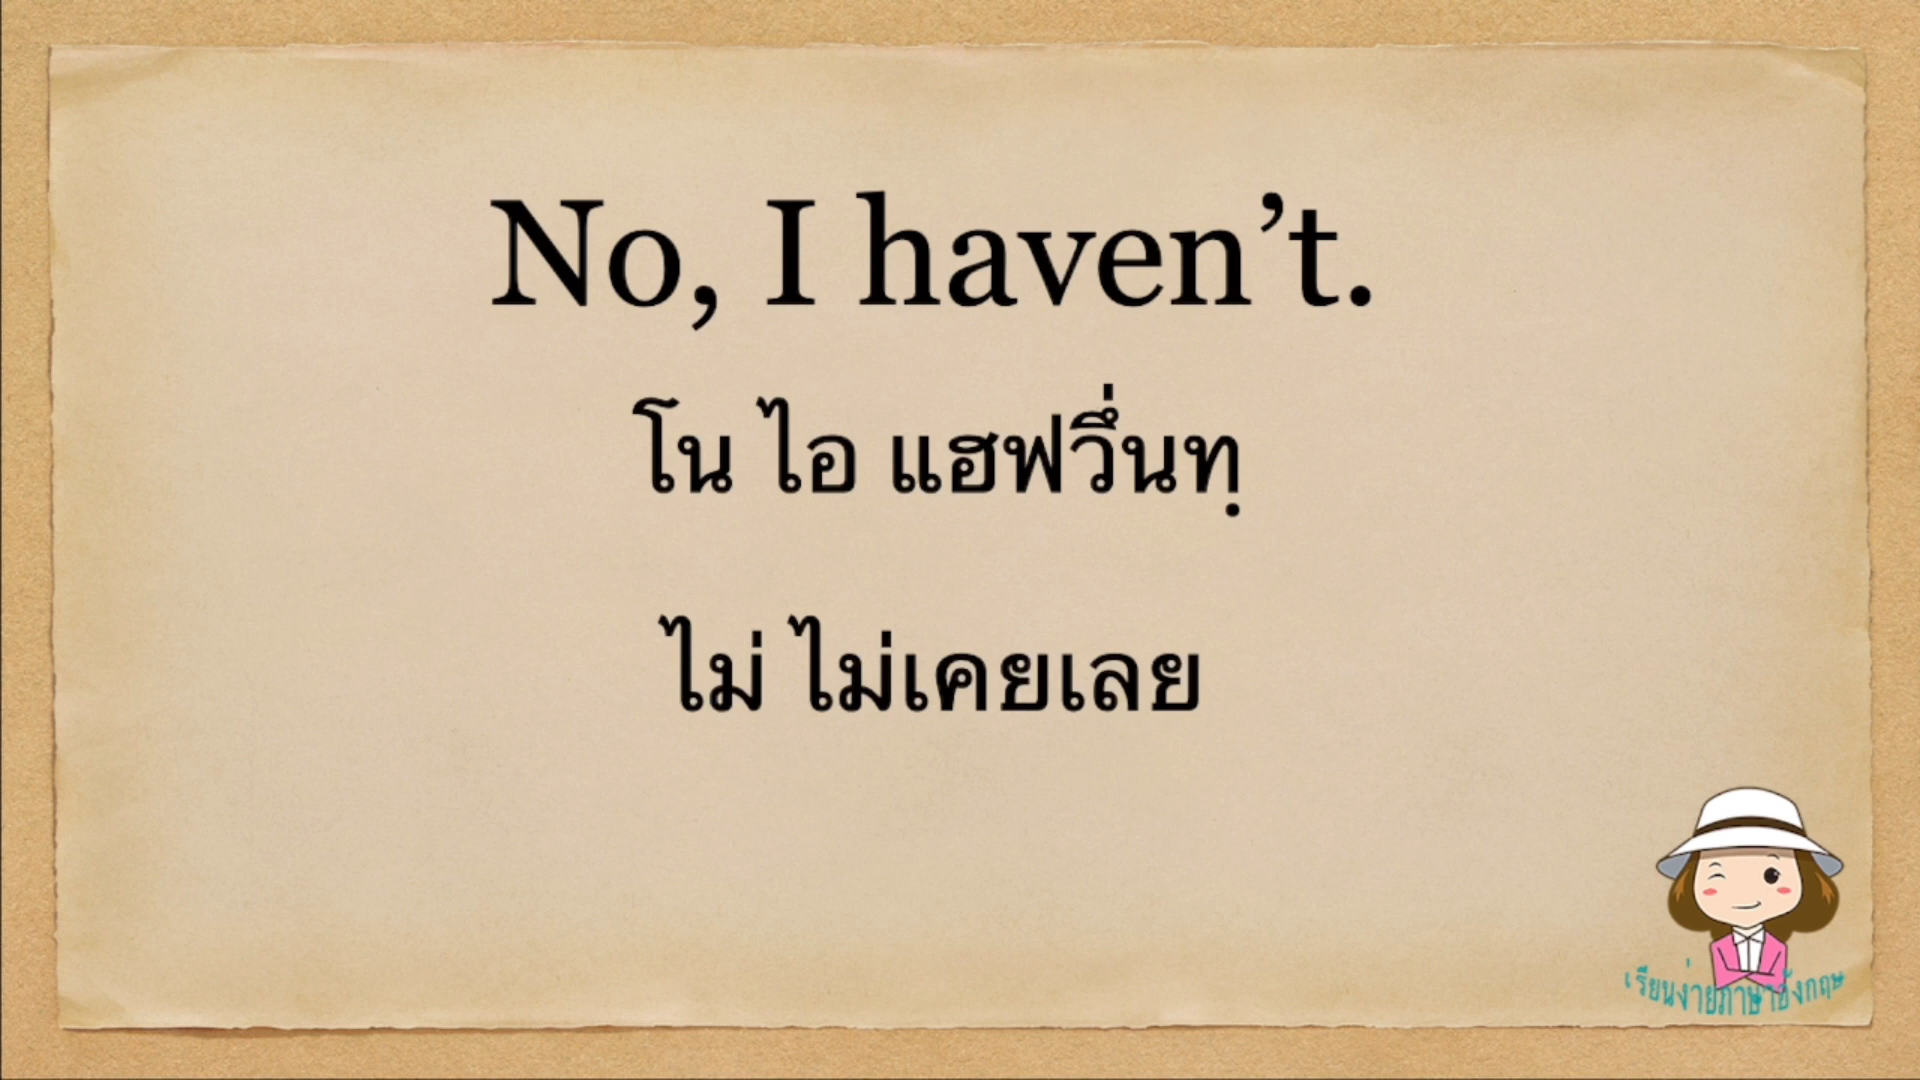 No, I haven’t.
โน ไอ แฮฟวึ่นทฺ
ไม่ ไม่เคยเลย
เรียนง่ายภาษาอังกฤษ